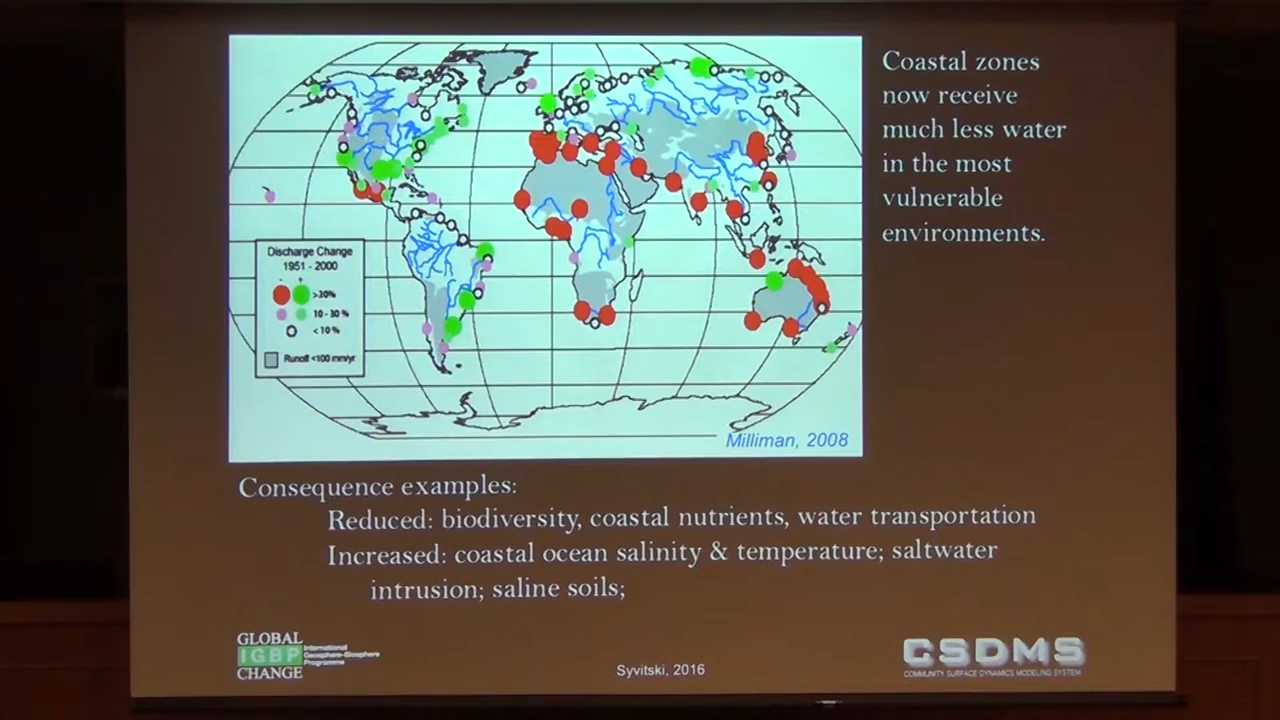 Coastal zones
now receive
much less water
in the most
vulnerable
environments.
Discharge Change
1951 - 2000
- +
>30%
10 - 30 %
< 10 %
Runoff <100 mm/yr
Milliman, 2008
Consequence examples:
Reduced: biodiversity, coastal nutrients, water transportation
Increased: coastal ocean salinity & temperature; saltwater
intrusion; saline soils;
GLOBAL
IGBP
CHANGE
International
Geosphere-Biosphere
Programme
Syvitski, 2016
CSDMS
COMMUNITY SURFACE DYNAMICS MODELING SYSTEM